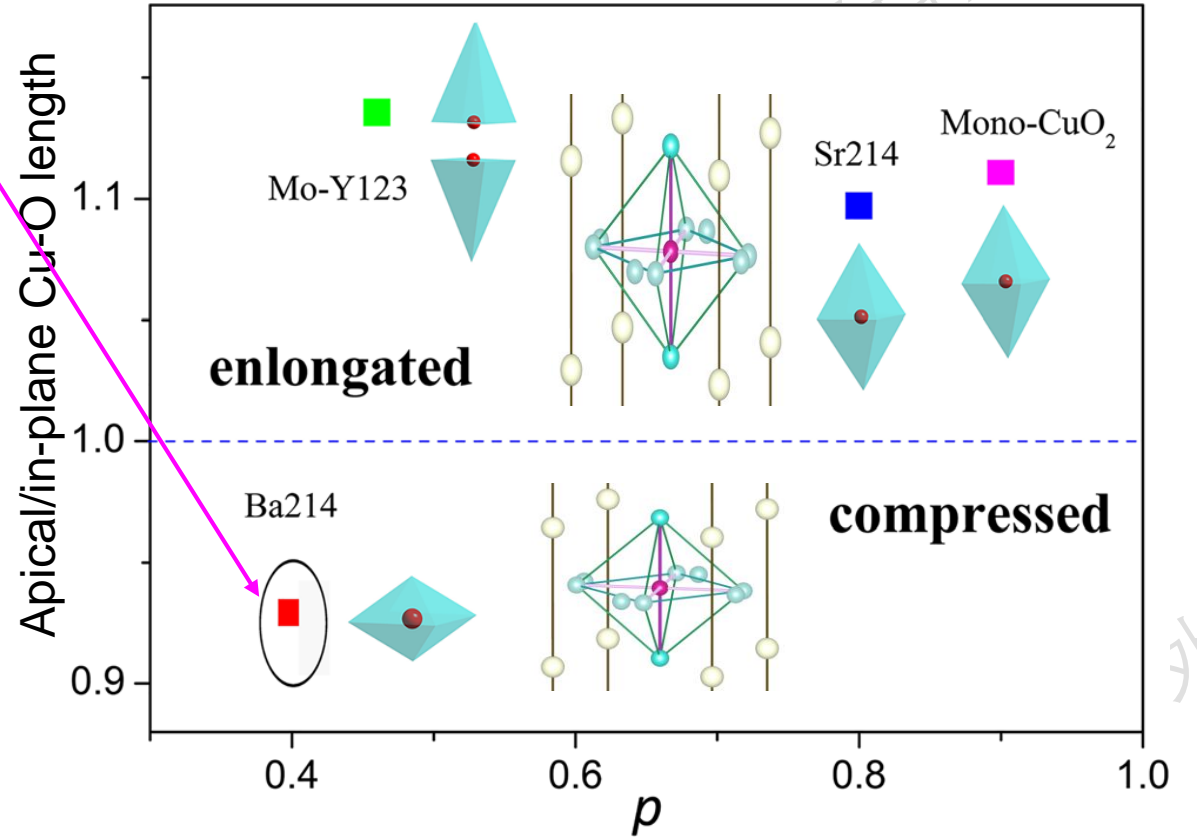 Apical/in-plane Cu-O length
1.1
1.0
0.9
Mo-Y123
Sr214
Mono-CuO₂
enlongated
Ba214
compressed
0.4
0.6
0.8
1.0
p